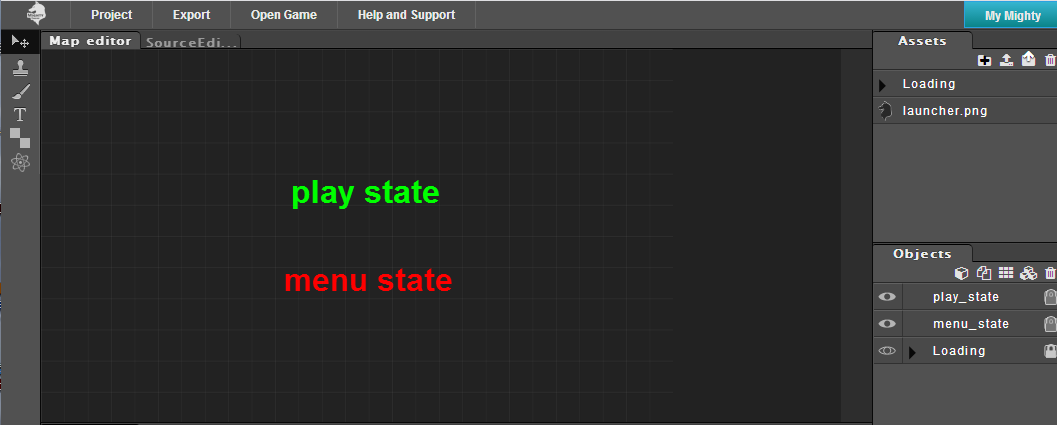 Project Export Open Game Help and Support My Mighty
Map editor SourceEdi... Assets
Loading
launcher.png
T
play state
menu state
Objects
play_state
menu_state
Loading